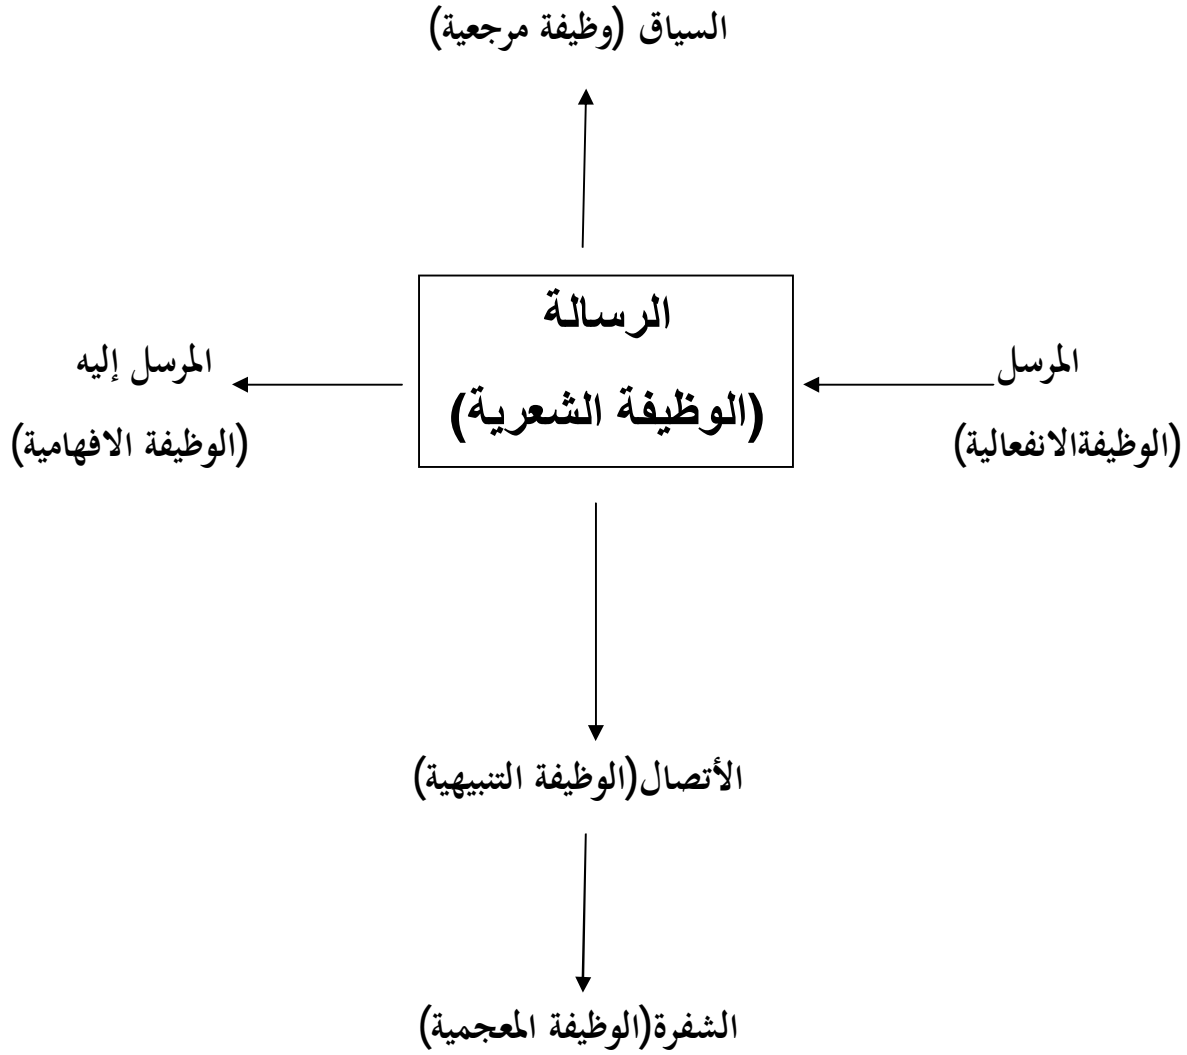 السياق (وظيفة مرجعية)
الرسالة
(الوظيفة الشعرية)
المرسل
(الوظيفةالانفعالية)
المرسل إليه
(الوظيفة الافهامية)
الأتصال(الوظيفة التنبيهية)
الشفرة(الوظيفة المعجمية)